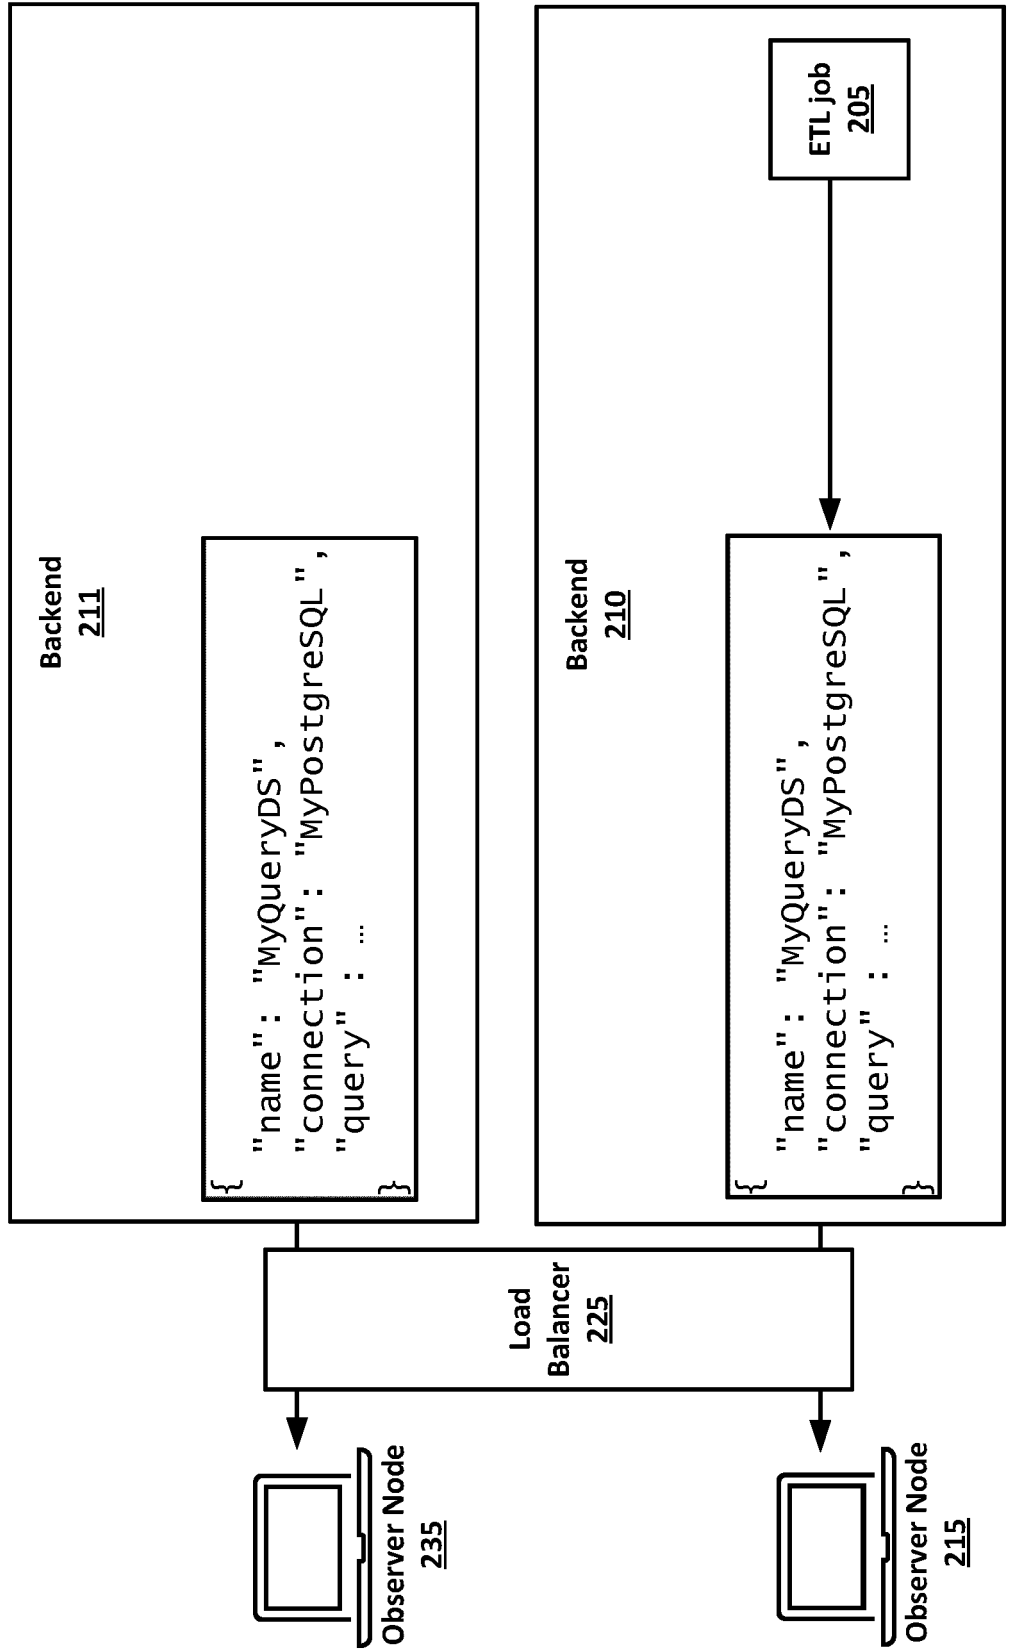 Backend
211
{
"name": "MyQueryDS",
"connection": "MyPostgreSQL",
"query" : …
}
Backend
210
ETL job
205
{
"name": "MyQueryDS",
"connection": "MyPostgreSQL",
"query" : …
}
Load
Balancer
225
Observer Node
235
Observer Node
215